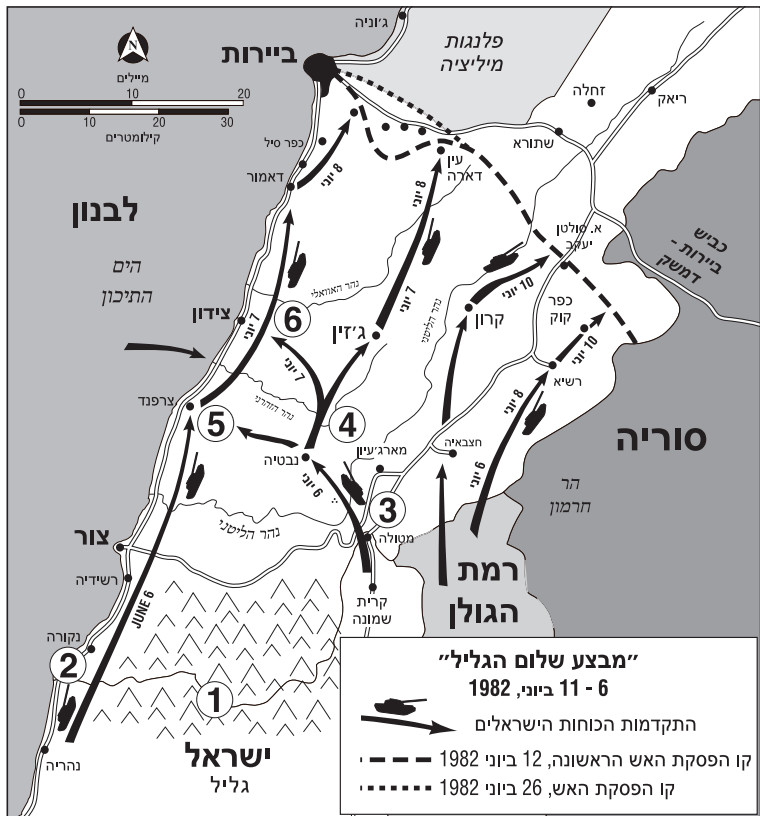 ג'וניה
ביירות
פלנגות
מיליציה
N
מיילים
0 10 20
0 10 20 30
קילומטרים
זחלה
ריאק
שתורא
כפר סיל
דאמור
8 יוני
עין
דארה
8 יוני
לבנון
הים
התיכון
א. סולטן
יעקב
כביש
ביירות -
דמשק
נהר האוואלי
נהר הליטני
10 יוני
קרון
כפר
קוק
10 יוני
צידון
7 יוני
6
ג'זין
7 יוני
7 יוני
רשיא
8 יוני
צרפנד
5
נהר הזהרני
4
נבטיה
מארג'עיון
חצבאיה
סוריה
הר
חרמון
6 יוני
6 יוני
3
מטולה
נהר הליטני
צור
רשידיה
JUNE 6
קרית
שמונה
רמת
הגולן
נקורה
2
1
ישראל
גליל
נהריה
"מבצע שלום הגליל"
6 - 11 ביוני, 1982
התקדמות הכוחות הישראלים
קו הפסקת האש הראשונה, 12 ביוני 1982
קו הפסקת האש, 26 ביוני 1982